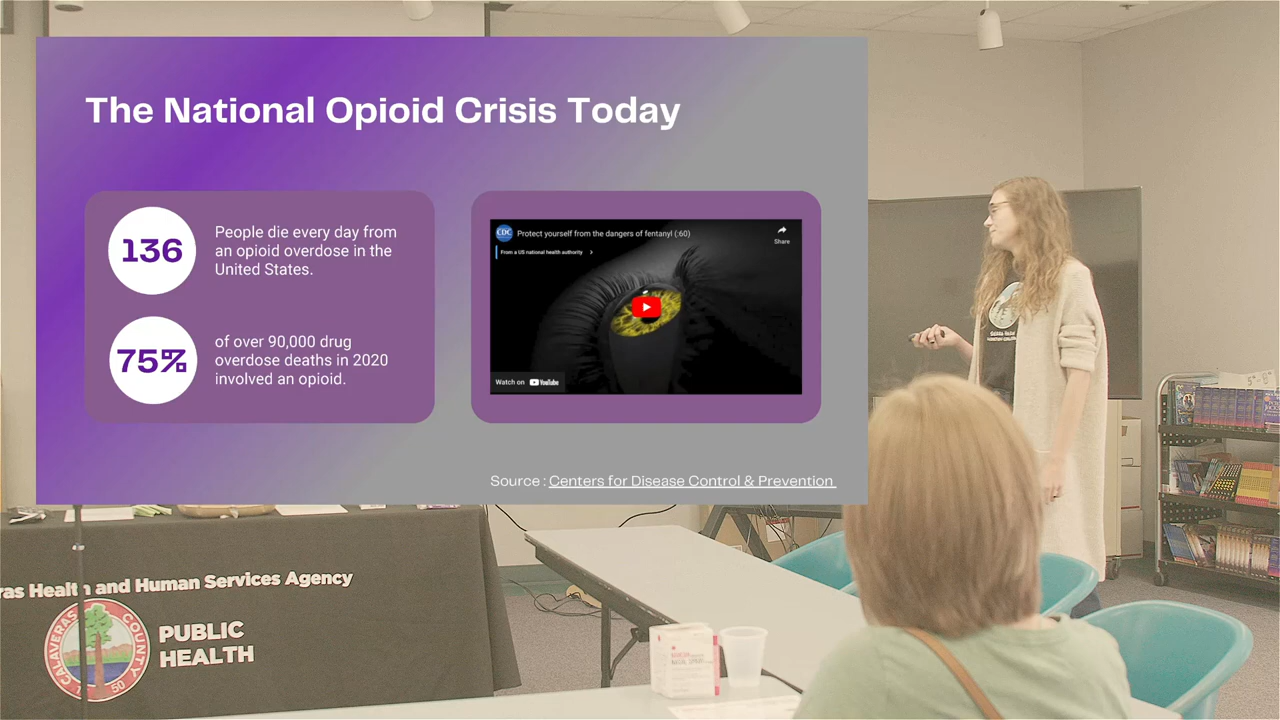 The National Opioid Crisis Today
136
People die every day from
an opioid overdose in the
United States.
75%
of over 90,000 drug
overdose deaths in 2020
involved an opioid.
CDC
Protect yourself from the dangers of fentanyl (:60)
Share
From a US national health authority
Watch on YouTube
Source : Centers for Disease Control & Prevention
ras Health and Human Services Agency
CALAVERAS COUNTY
PUBLIC
HEALTH
NASAL SPRAY